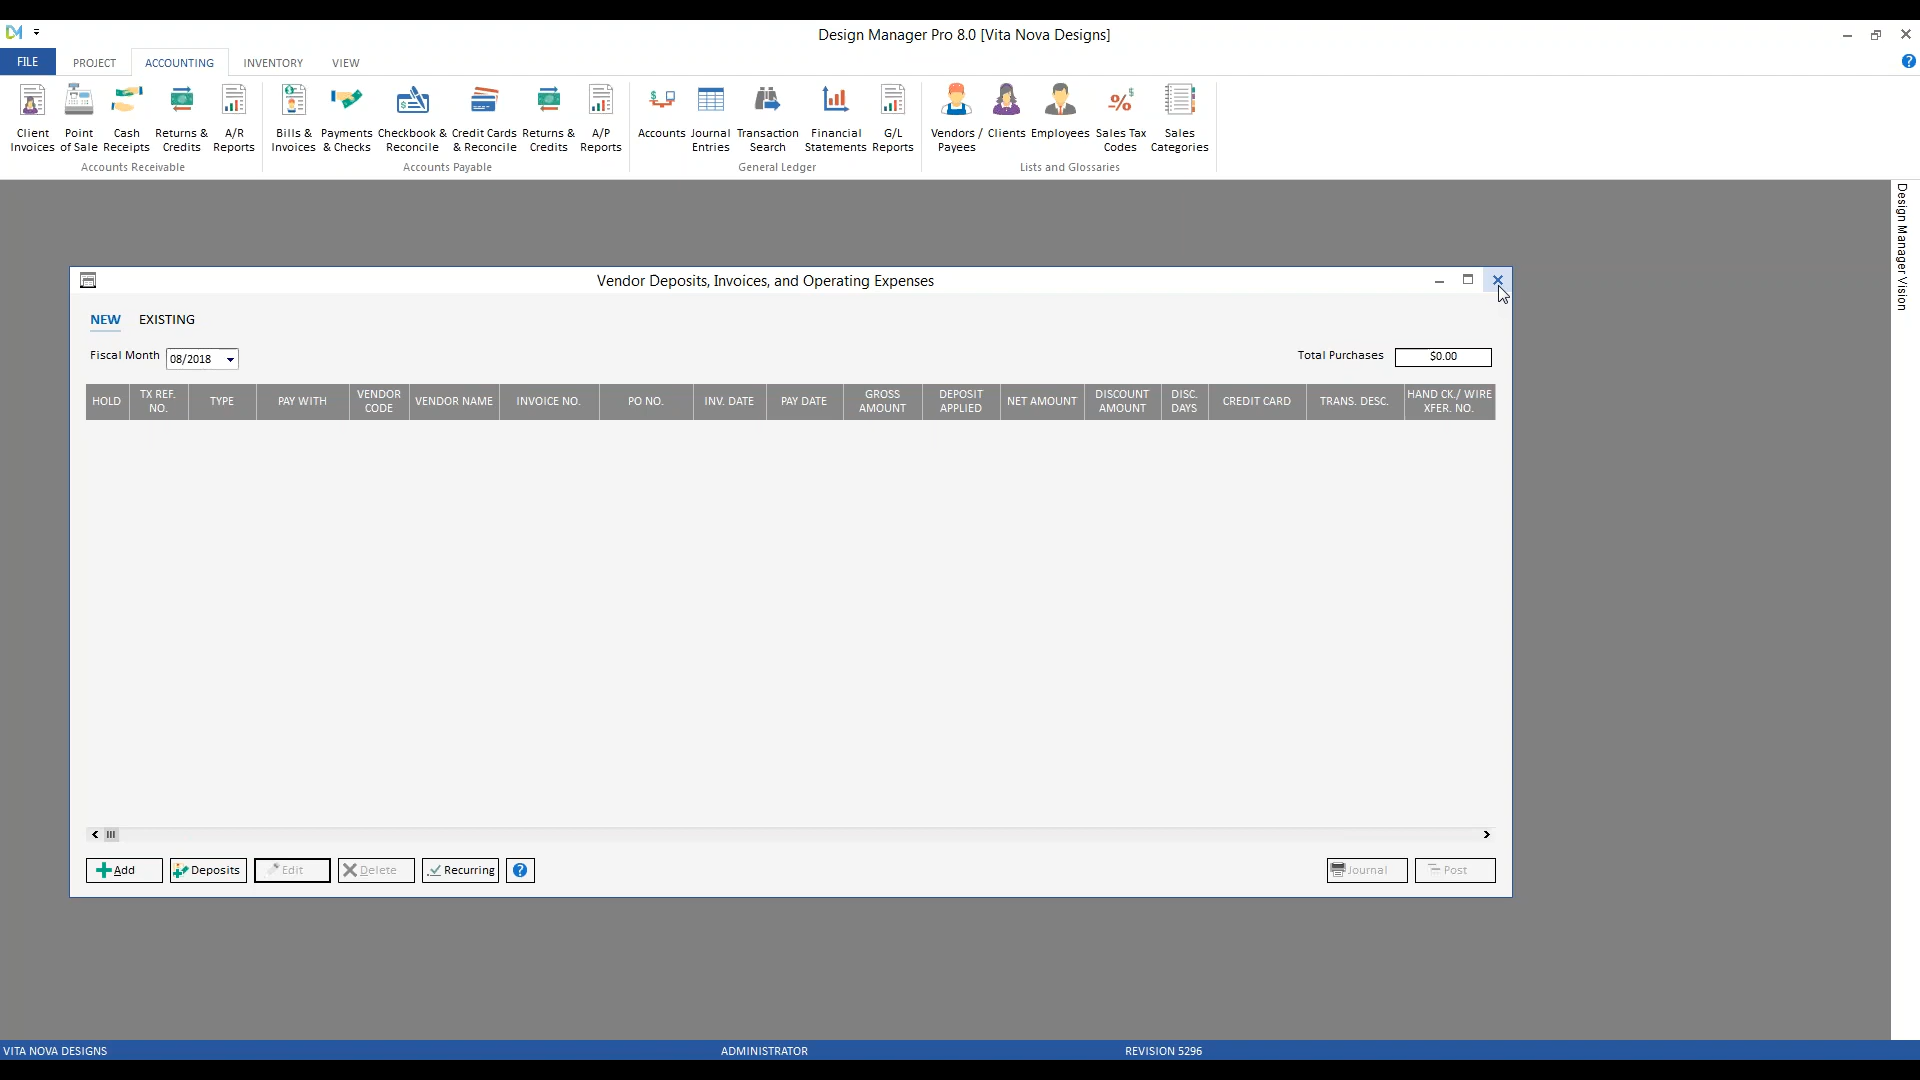 Design Manager Pro 8.0 [Vita Nova Designs]
FILE PROJECT ACCOUNTING INVENTORY VIEW
Client Point Cash Returns & A/R Bills & Payments Checkbook & Credit Cards Returns & A/P Accounts Journal Transaction Financial G/L Vendors / Clients Employees Sales Tax Sales
Invoices of Sale Receipts Credits Reports Invoices & Checks Reconcile & Reconcile Credits Reports Entries Search Statements Reports Payees Codes Categories
Accounts Receivable Accounts Payable General Ledger Lists and Glossaries
Design Manager Vision
Vendor Deposits, Invoices, and Operating Expenses
NEW EXISTING
Fiscal Month 08/2018 Total Purchases $0.00
HOLD TX REF. TYPE PAY WITH VENDOR VENDOR NAME INVOICE NO. PO NO. INV. DATE PAY DATE GROSS DEPOSIT NET AMOUNT DISCOUNT DISC. CREDIT CARD TRANS. DESC. HAND CK./ WIRE
NO. CODE AMOUNT APPLIED AMOUNT DAYS XFER. NO.
Add Deposits Edit Delete Recurring ? Journal Post
VITA NOVA DESIGNS ADMINISTRATOR REVISION 5296